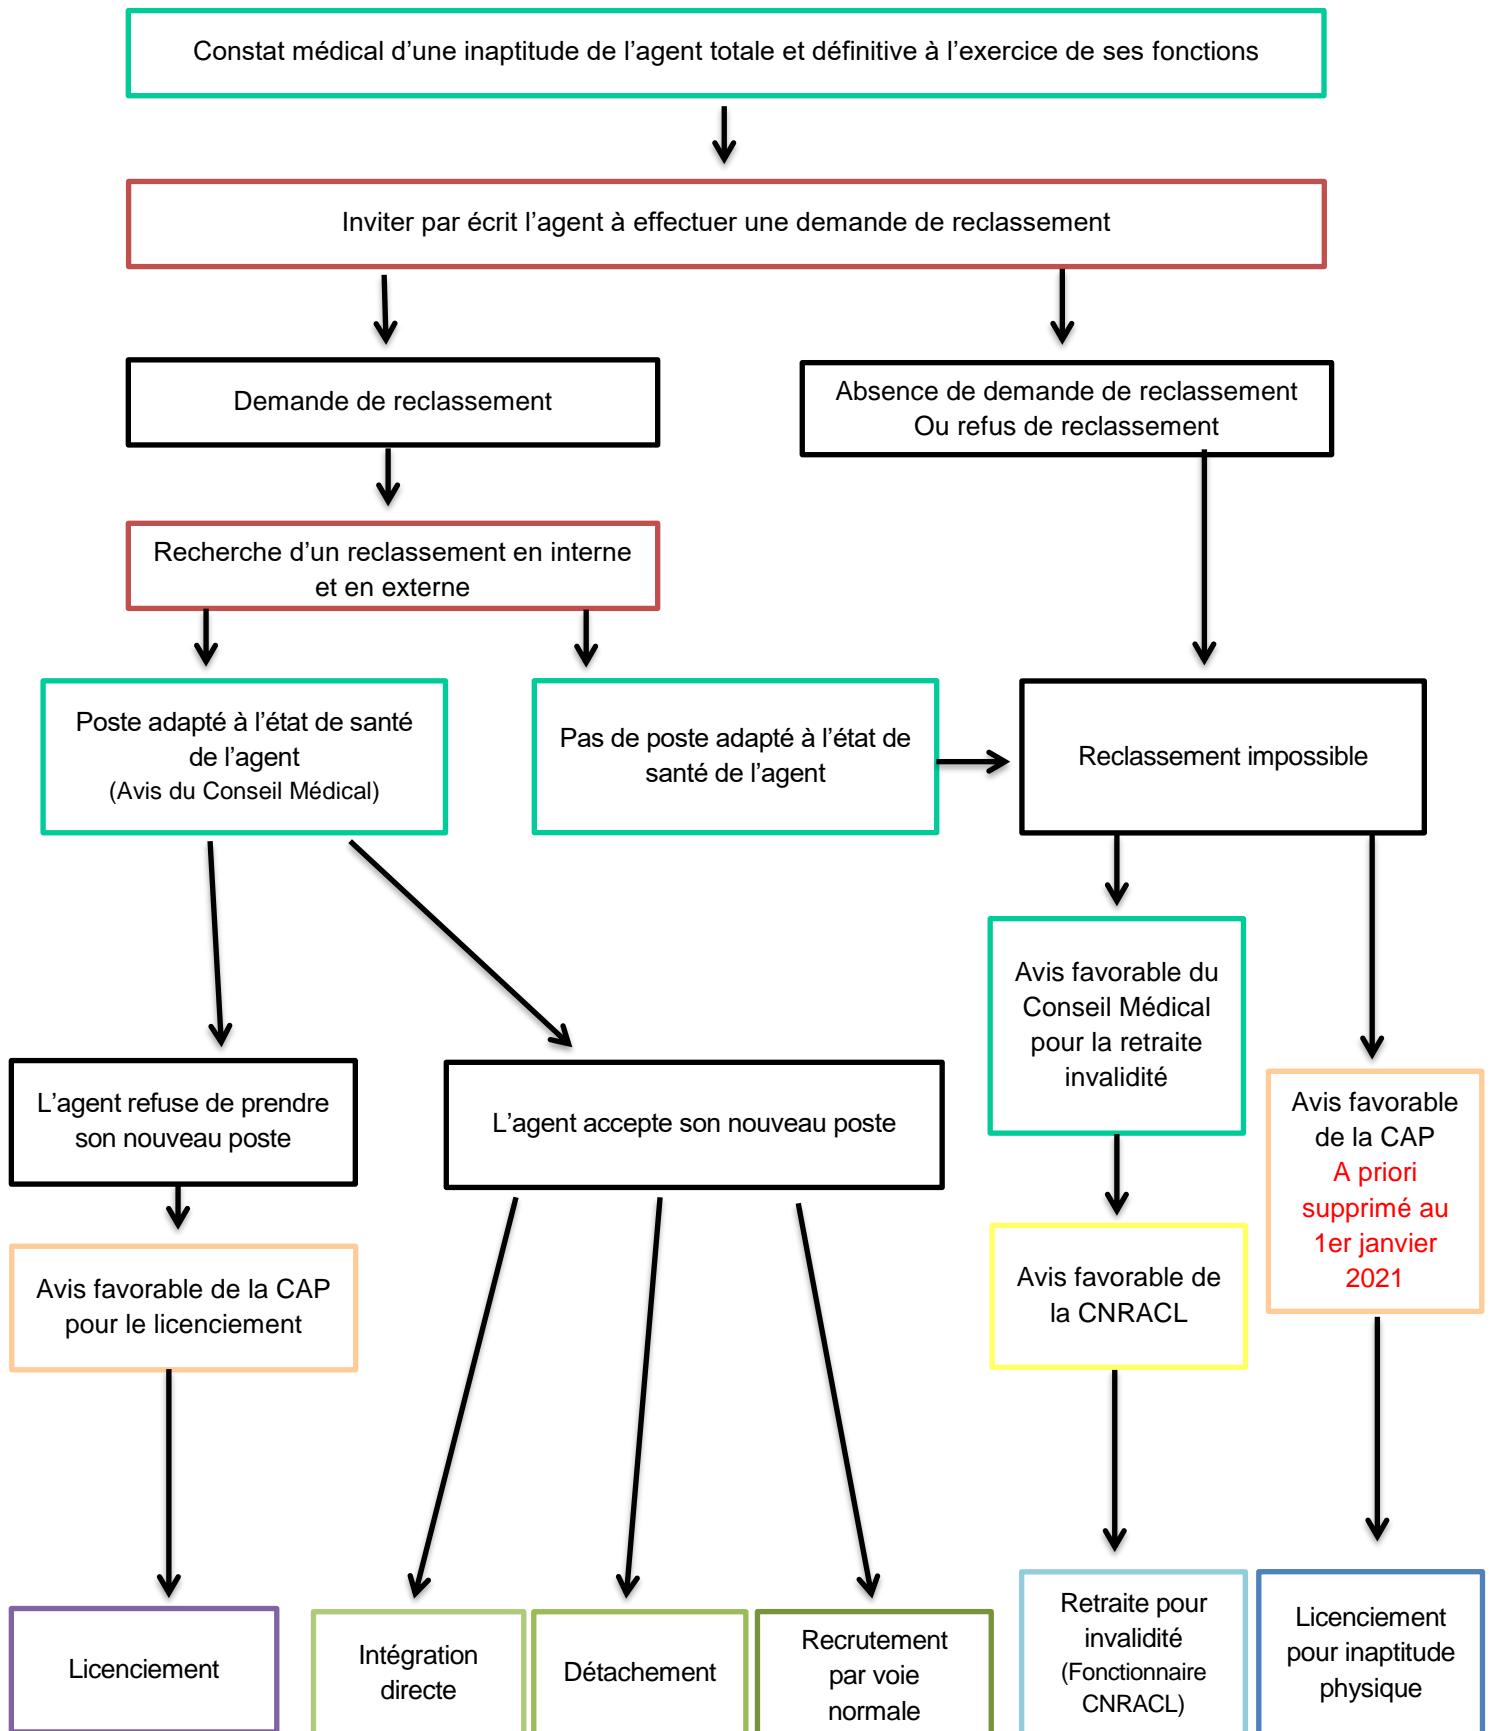 Constat médical d’une inaptitude de l’agent totale et définitive à l’exercice de ses fonctions
Inviter par écrit l’agent à effectuer une demande de reclassement
Demande de reclassement
Absence de demande de reclassement
Ou refus de reclassement
Recherche d’un reclassement en interne
et en externe
Poste adapté à l’état de santé
de l’agent
(Avis du Conseil Médical)
Pas de poste adapté à l’état de
santé de l’agent
Reclassement impossible
Avis favorable du
Conseil Médical
pour la retraite
invalidité
L’agent refuse de prendre
son nouveau poste
L’agent accepte son nouveau poste
Avis favorable
de la CAP
A priori
supprimé au
1er janvier
2021
Avis favorable de la CAP
pour le licenciement
Avis favorable de
la CNRACL
Licenciement
Intégration
directe
Détachement
Recrutement
par voie
normale
Retraite pour
invalidité
(Fonctionnaire
CNRACL)
Licenciement
pour inaptitude
physique